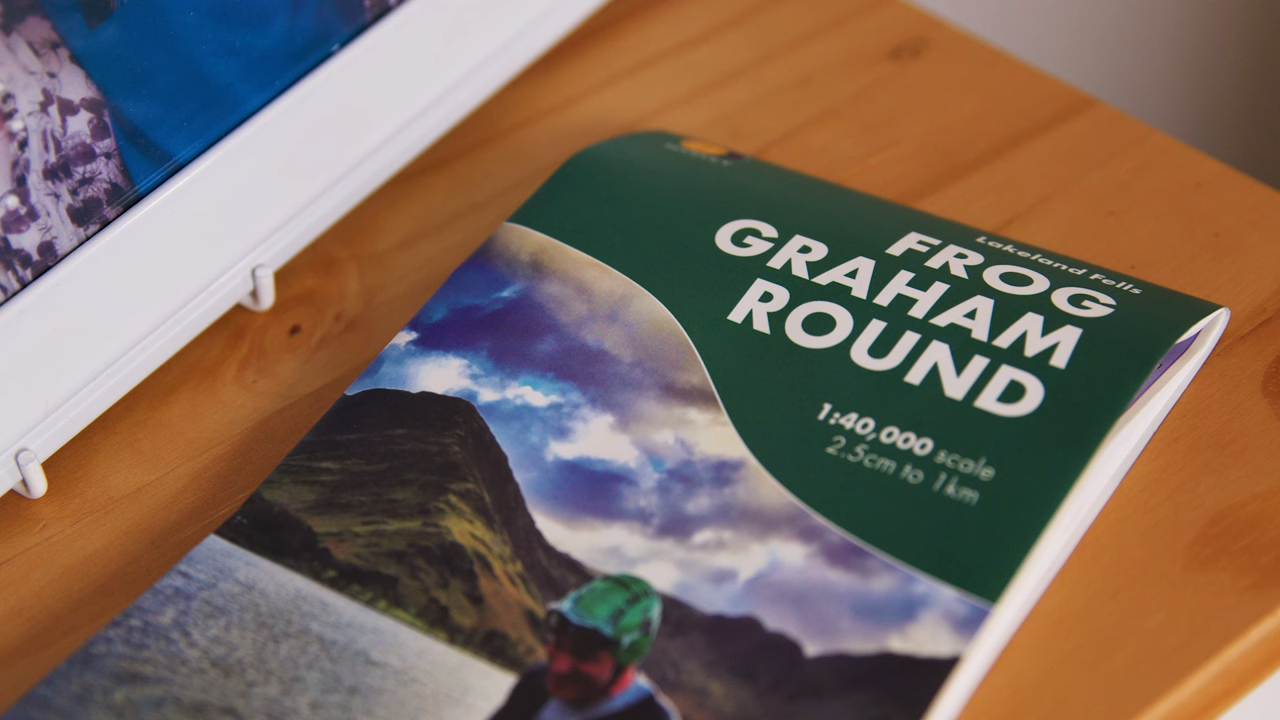 Lakeland Fells
FROG
GRAHAM
ROUND
1:40,000 scale
2.5cm to 1km